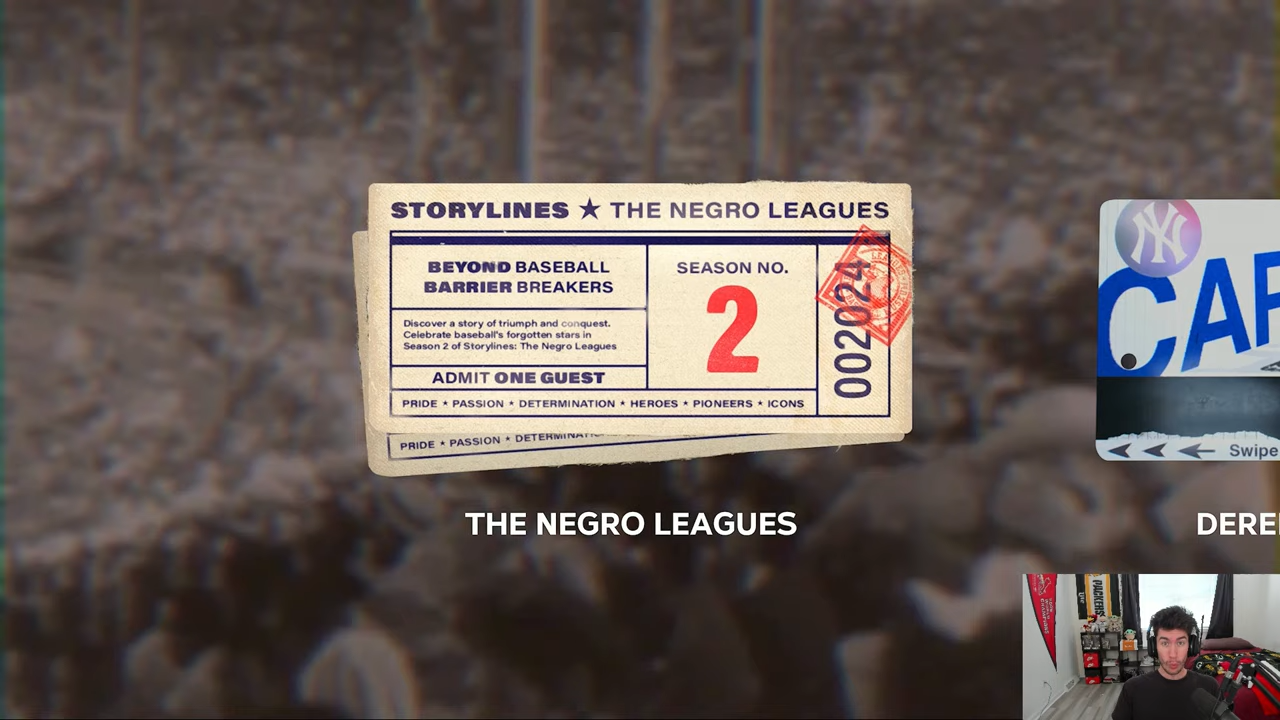 STORYLINES ★ THE NEGRO LEAGUES
BEYOND BASEBALL
BARRIER BREAKERS
Discover a story of triumph and conquest.
Celebrate baseball's forgotten stars in
Season 2 of Storylines: The Negro Leagues
ADMIT ONE GUEST
SEASON NO.
2
002024
PRIDE ★ PASSION ★ DETERMINATION ★ HEROES ★ PIONEERS ★ ICONS
PRIDE ★ PASSION ★ DETERMINATI
THE NEGRO LEAGUES
NY
CAP
Swipe
DERE
PACKERS